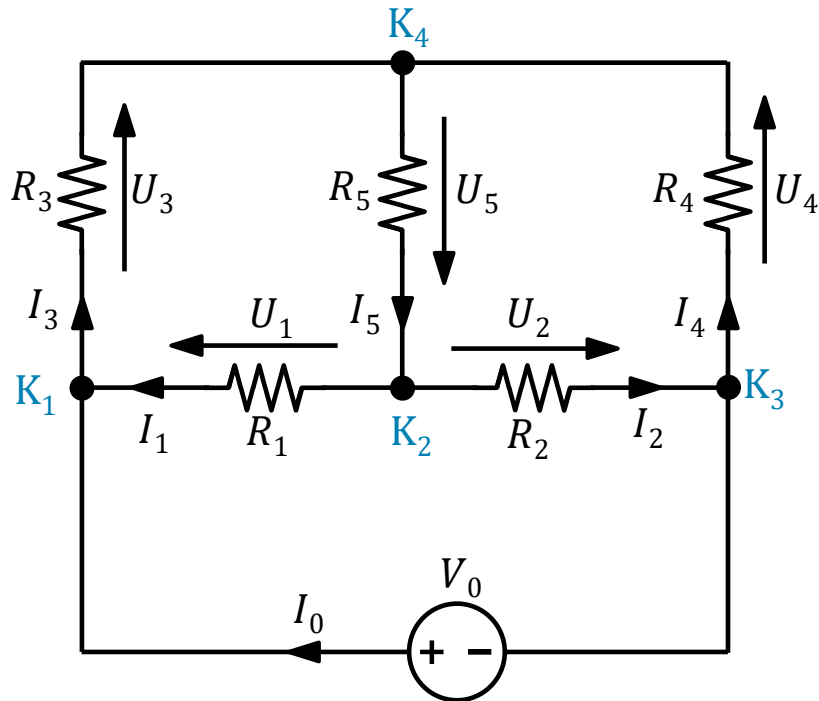 K₄
R₃ U₃ R₅ U₅ R₄ U₄
I₃ U₁ I₅ U₂ I₄
K₁ K₃
I₁ R₁ K₂ R₂ I₂
V₀
I₀
+ -